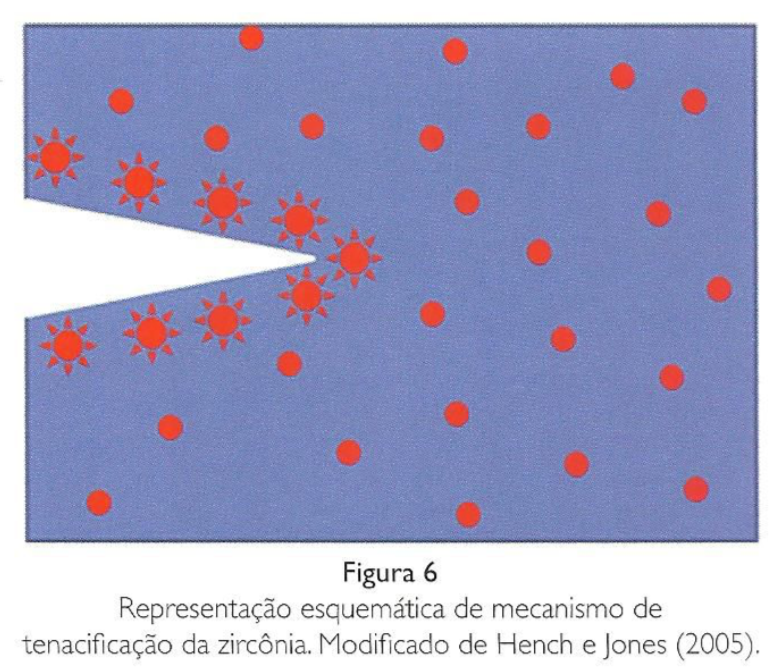 Figura 6
Representação esquemática de mecanismo de
tenacificação da zircônia. Modificado de Hench e Jones (2005).